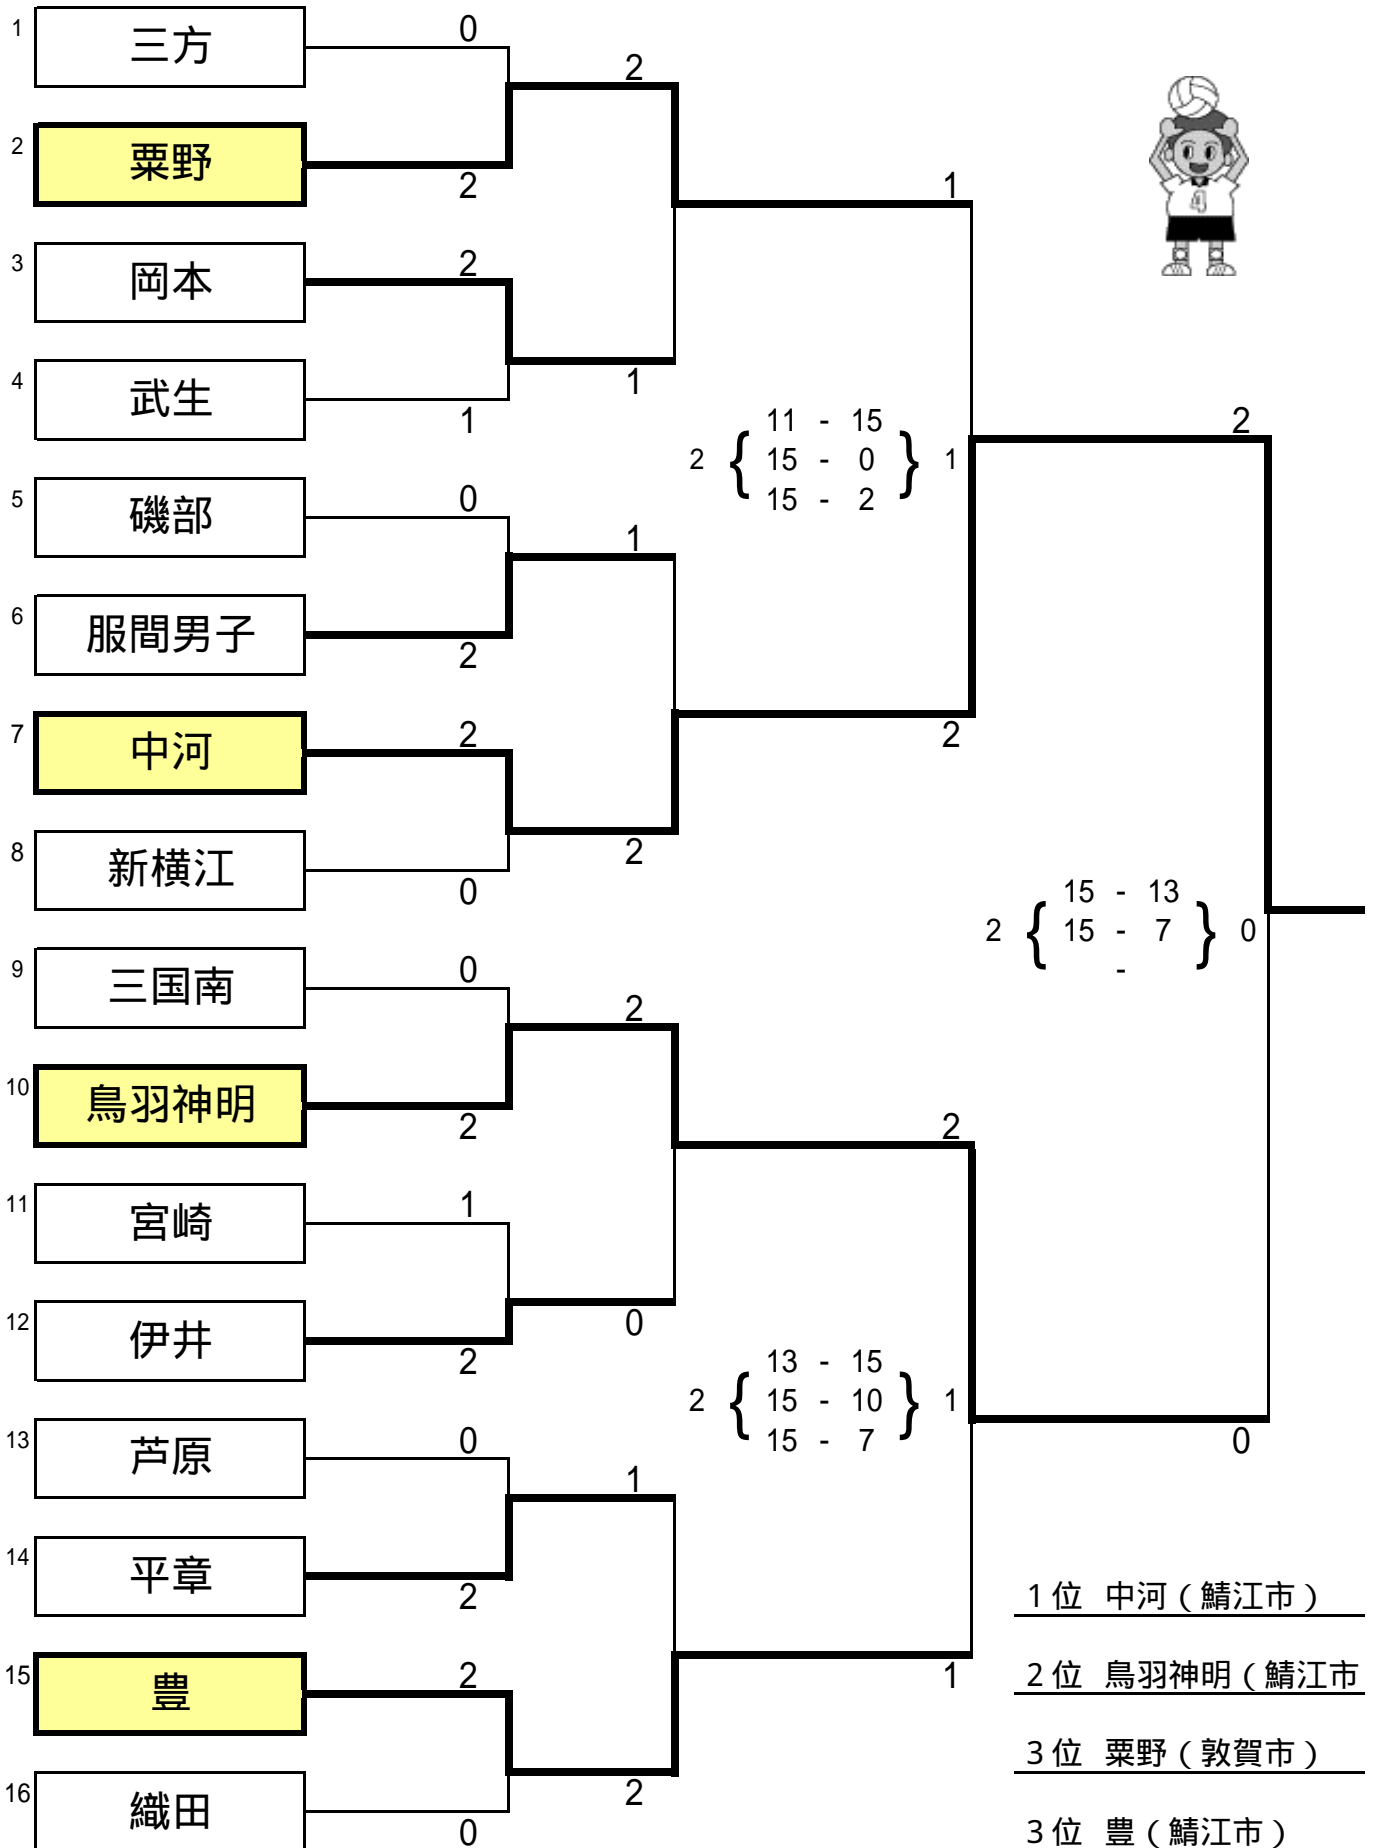 1 三方 0
2
2 粟野 2
1
3 岡本 2
4 武生 1
1
11 - 15
2 { 15 - 0 } 1
15 - 2
2
5 磯部 0
1
6 服間男子 2
7 中河 2
2
8 新横江 0
2
15 - 13
2 { 15 - 7 } 0
-
9 三国南 0
2
10 鳥羽神明 2
2
11 宮崎 1
12 伊井 2
0
13 - 15
2 { 15 - 10 } 1
15 - 7
0
13 芦原 0
1
14 平章 2
15 豊 2
1
16 織田 0
2
4
1位 中河(鯖江市)
2位 鳥羽神明(鯖江市
3位 粟野(敦賀市)
3位 豊(鯖江市)